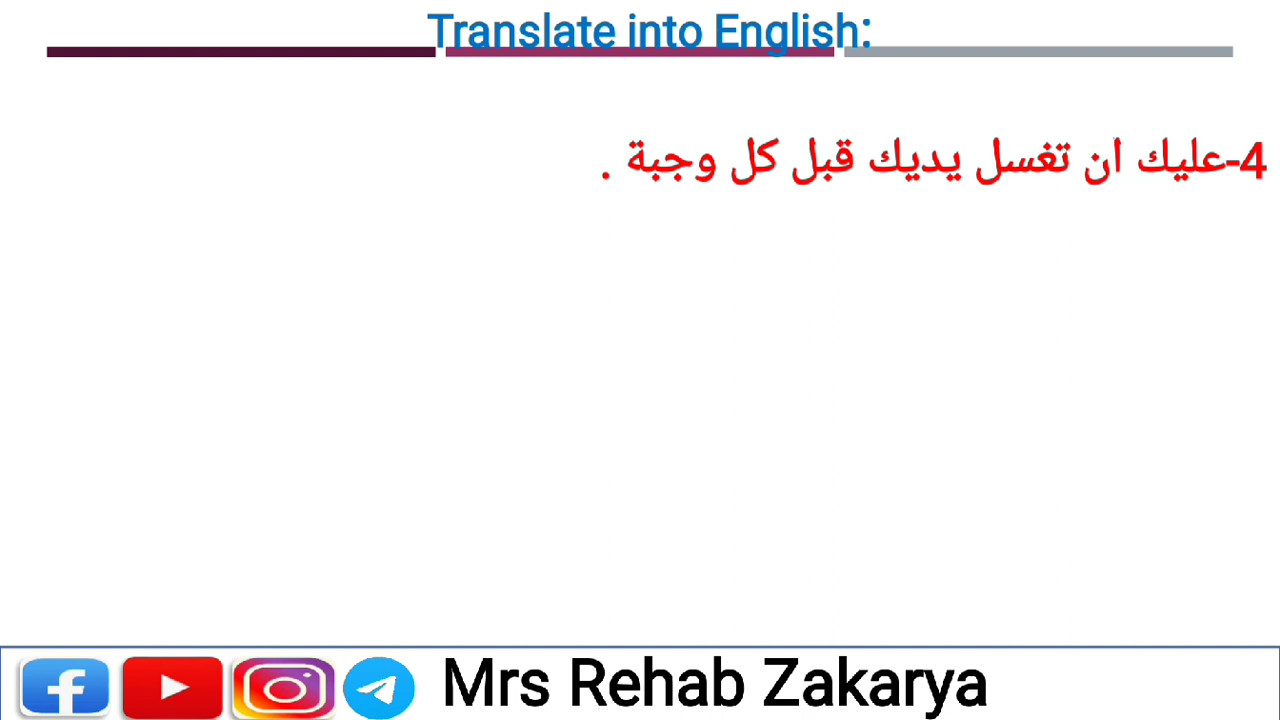 Translate into English:
4-عليك ان تغسل يديك قبل كل وجبة .
Mrs Rehab Zakarya